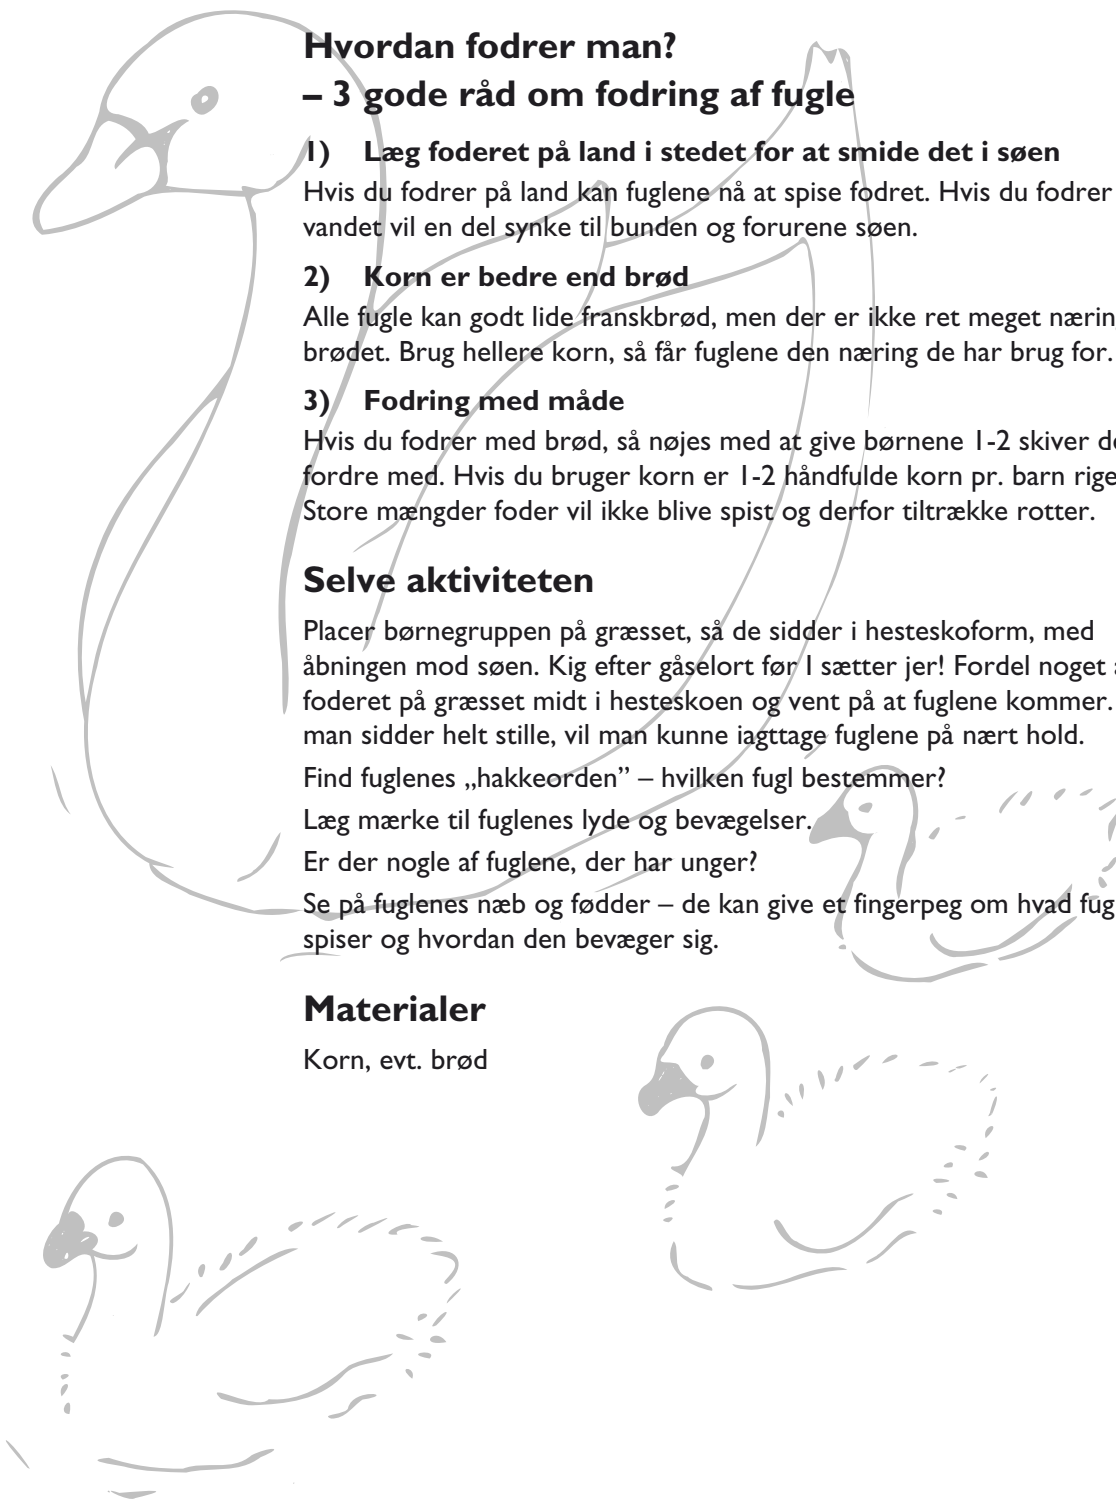 Hvordan fodrer man?
– 3 gode råd om fodring af fugle
1) Læg foderet på land i stedet for at smide det i søen
Hvis du fodrer på land kan fuglene nå at spise fodret. Hvis du fodrer
vandet vil en del synke til bunden og forurene søen.
2) Korn er bedre end brød
Alle fugle kan godt lide franskbrød, men der er ikke ret meget
brødet. Brug hellere korn, så får fuglene den næring de har brug for.
3) Fodring med måde
Hvis du fodrer med brød, så nøjes med at give børnene 1-2 skiver
fordre med. Hvis du bruger korn er 1-2 håndfulde korn pr. barn
Store mængder foder vil ikke blive spist og derfor tiltrække rotter.
Selve aktiviteten
Placer børnegruppen på græsset, så de sidder i hesteskoform, med
åbningen mod søen. Kig efter gåselort før I sætter jer! Fordel noget
foderet på græsset midt i hesteskoen og vent på at fuglene kommer.
man sidder helt stille, vil man kunne iagttage fuglene på nært hold.
Find fuglenes „hakkeorden” – hvilken fugl bestemmer?
Læg mærke til fuglenes lyde og bevægelser.
Er der nogle af fuglene, der har unger?
Se på fuglenes næb og fødder – de kan give et fingerpeg om hvad
spiser og hvordan den bevæger sig.
Materialer
Korn, evt. brød